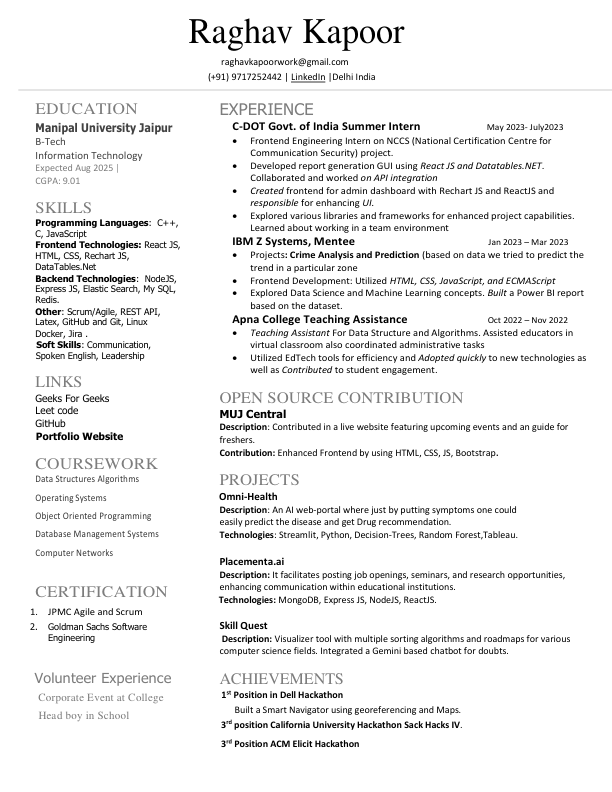 Raghav Kapoor
raghavkapoorwork@gmail.com
(+91) 9717252442 | LinkedIn |Delhi India
EDUCATION
Manipal University Jaipur
B-Tech
Information Technology
Expected Aug 2025 |
CGPA: 9.01
SKILLS
Programming Languages: C++,
C, JavaScript
Frontend Technologies: React JS,
HTML, CSS, Rechart JS,
DataTables.Net
Backend Technologies: NodeJS,
Express JS, Elastic Search, My SQL,
Redis.
Other: Scrum/Agile, REST API,
Latex, GitHub and Git, Linux
Docker, Jira .
Soft Skills: Communication,
Spoken English, Leadership
LINKS
Geeks For Geeks
Leet code
GitHub
Portfolio Website
COURSEWORK
Data Structures Algorithms
Operating Systems
Object Oriented Programming
Database Management Systems
Computer Networks
CERTIFICATION
1. JPMC Agile and Scrum
2. Goldman Sachs Software
Engineering
Volunteer Experience
Corporate Event at College
Head boy in School
EXPERIENCE
C-DOT Govt. of India Summer Intern May 2023- July2023
• Frontend Engineering Intern on NCCS (National Certification Centre for
Communication Security) project.
• Developed report generation GUI using React JS and Datatables.NET.
Collaborated and worked on API integration
• Created frontend for admin dashboard with Rechart JS and ReactJS and
responsible for enhancing UI.
• Explored various libraries and frameworks for enhanced project capabilities.
Learned about working in a team environment
IBM Z Systems, Mentee Jan 2023 – Mar 2023
• Projects: Crime Analysis and Prediction (based on data we tried to predict the
trend in a particular zone
• Frontend Development: Utilized HTML, CSS, JavaScript, and ECMAScript
• Explored Data Science and Machine Learning concepts. Built a Power BI report
based on the dataset.
Apna College Teaching Assistance Oct 2022 – Nov 2022
• Teaching Assistant For Data Structure and Algorithms. Assisted educators in
virtual classroom also coordinated administrative tasks
• Utilized EdTech tools for efficiency and Adopted quickly to new technologies as
well as Contributed to student engagement.
OPEN SOURCE CONTRIBUTION
MUJ Central
Description: Contributed in a live website featuring upcoming events and an guide for
freshers.
Contribution: Enhanced Frontend by using HTML, CSS, JS, Bootstrap.
PROJECTS
Omni-Health
Description: An AI web-portal where just by putting symptoms one could
easily predict the disease and get Drug recommendation.
Technologies: Streamlit, Python, Decision-Trees, Random Forest,Tableau.
Placementa.ai
Description: It facilitates posting job openings, seminars, and research opportunities,
enhancing communication within educational institutions.
Technologies: MongoDB, Express JS, NodeJS, ReactJS.
Skill Quest
Description: Visualizer tool with multiple sorting algorithms and roadmaps for various
computer science fields. Integrated a Gemini based chatbot for doubts.
ACHIEVEMENTS
1st Position in Dell Hackathon
Built a Smart Navigator using georeferencing and Maps.
3rd position California University Hackathon Sack Hacks IV.
3rd Position ACM Elicit Hackathon